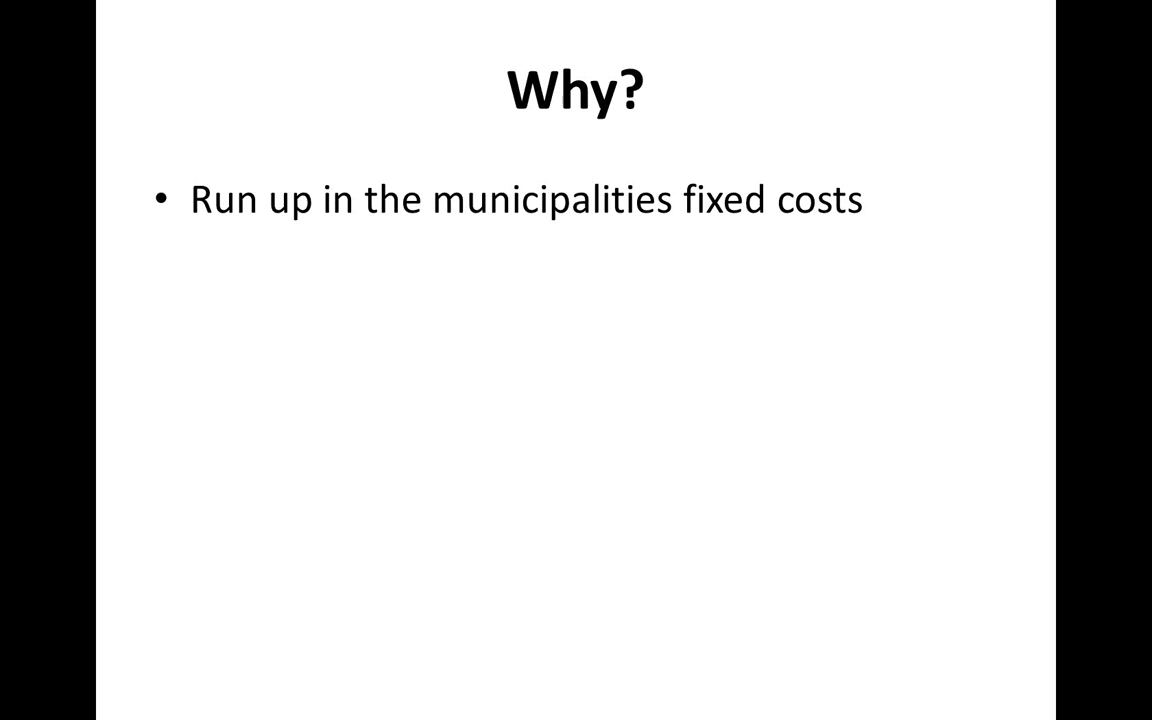 Why?
• Run up in the municipalities fixed costs